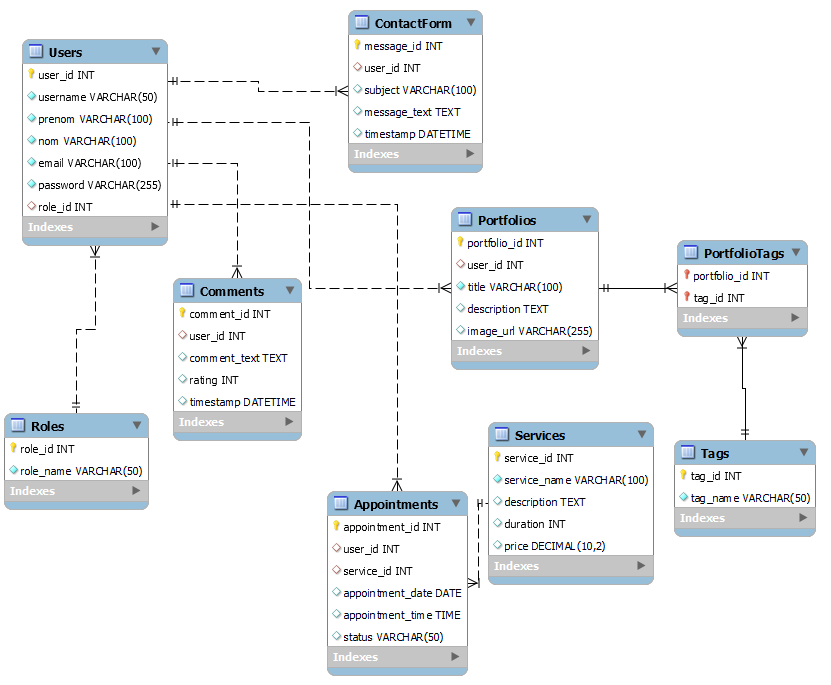 Users
user_id INT
username VARCHAR(50)
prenom VARCHAR(100)
nom VARCHAR(100)
email VARCHAR(100)
password VARCHAR(255)
role_id INT
Indexes
ContactForm
message_id INT
user_id INT
subject VARCHAR(100)
message_text TEXT
timestamp DATETIME
Indexes
Portfolios
portfolio_id INT
user_id INT
title VARCHAR(100)
description TEXT
image_url VARCHAR(255)
Indexes
PortfolioTags
portfolio_id INT
tag_id INT
Indexes
Comments
comment_id INT
user_id INT
comment_text TEXT
rating INT
timestamp DATETIME
Indexes
Roles
role_id INT
role_name VARCHAR(50)
Indexes
Services
service_id INT
service_name VARCHAR(100)
description TEXT
duration INT
price DECIMAL(10,2)
Indexes
Tags
tag_id INT
tag_name VARCHAR(50)
Indexes
Appointments
appointment_id INT
user_id INT
service_id INT
appointment_date DATE
appointment_time TIME
status VARCHAR(50)
Indexes